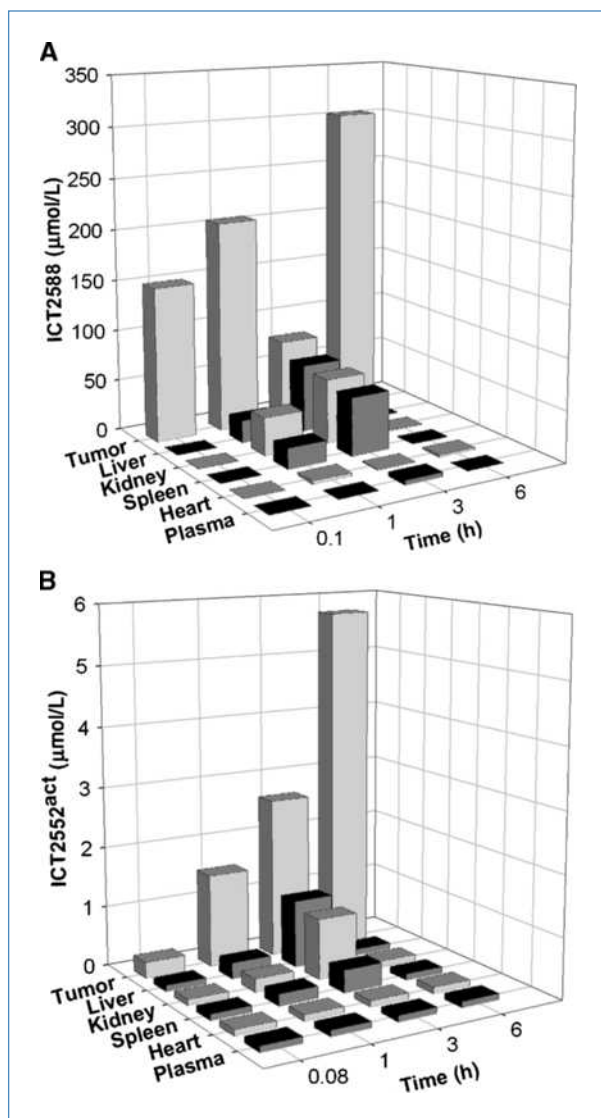 A
350
300
250
200
150
100
50
0
ICT2588 (μmol/L)
Tumor
Liver
Kidney
Spleen
Heart
Plasma
0.1
1
3
6
Time (h)
B
6
5
4
3
2
1
0
ICT2552act (μmol/L)
Tumor
Liver
Kidney
Spleen
Heart
Plasma
0.08
1
3
6
Time (h)